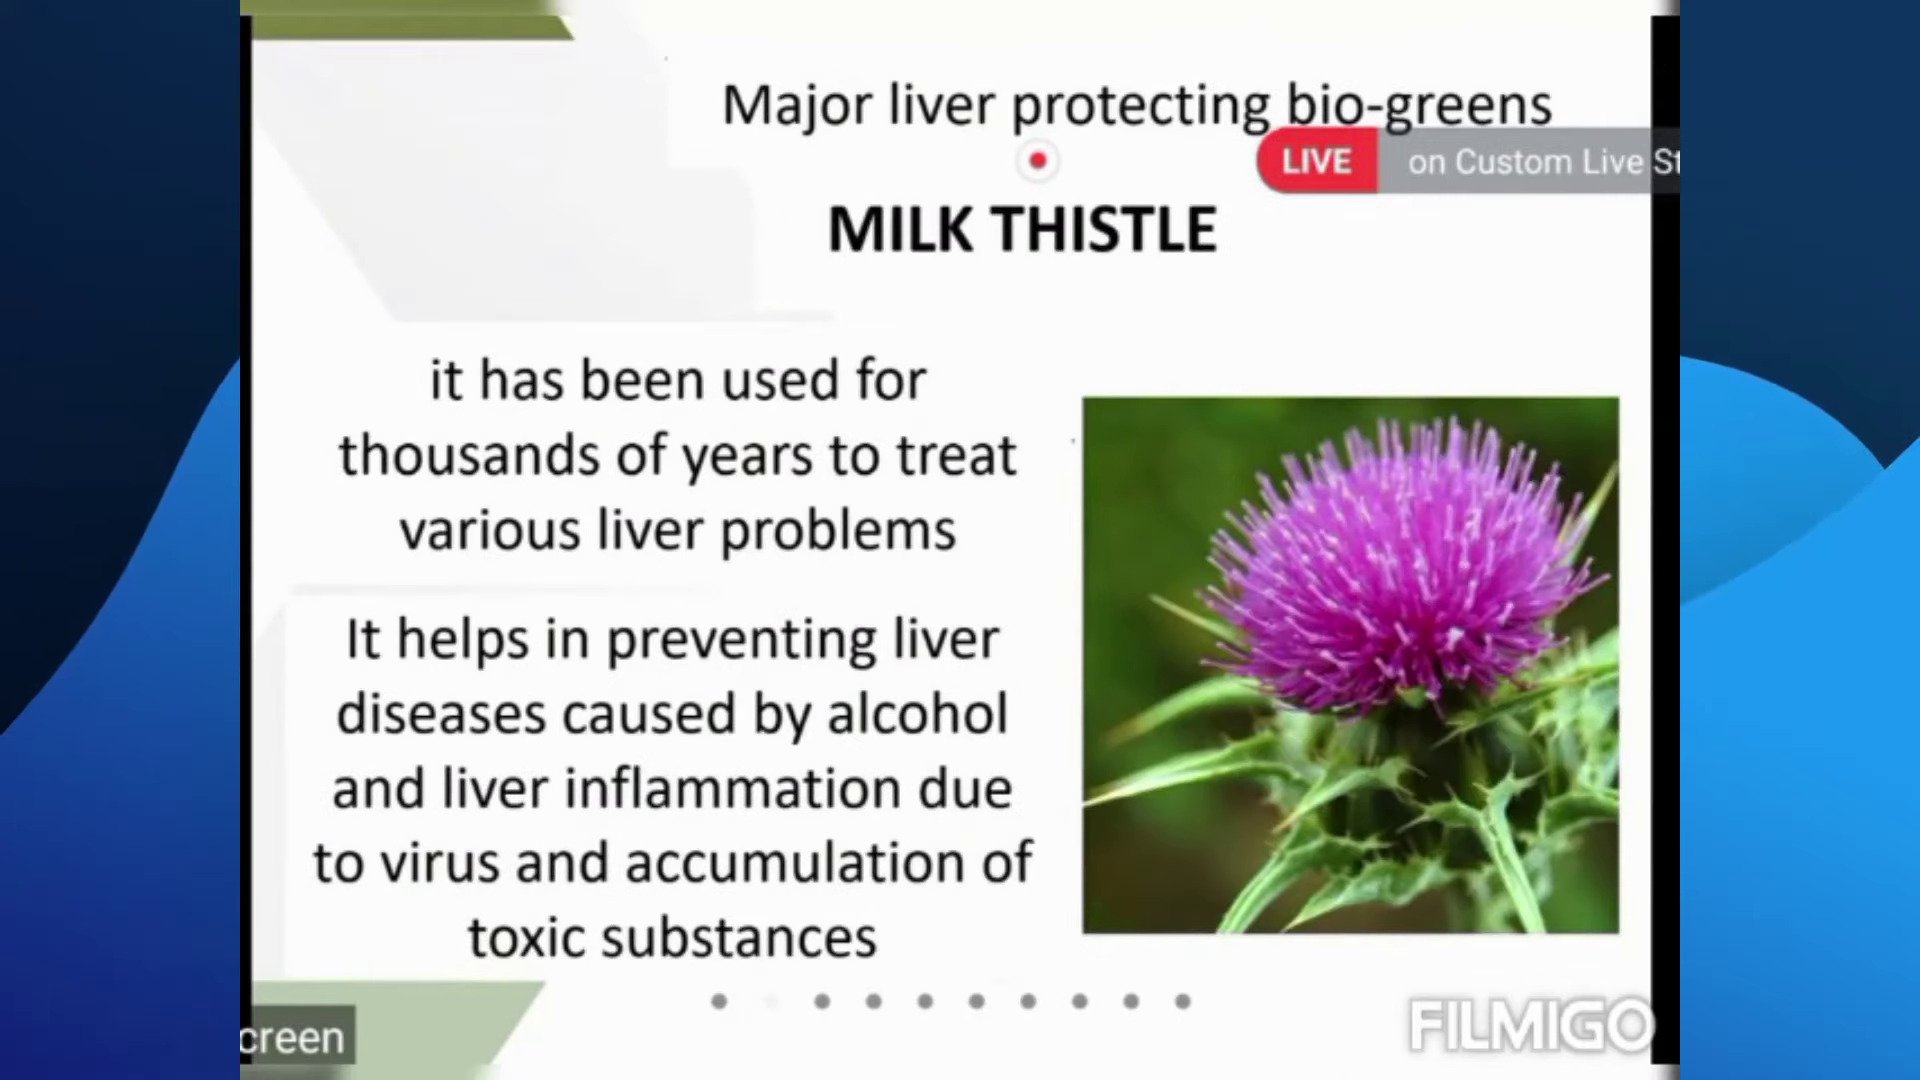 Major liver protecting bio-greens
LIVE on Custom Live
MILK THISTLE
it has been used for
thousands of years to treat
various liver problems
It helps in preventing liver
diseases caused by alcohol
and liver inflammation due
to virus and accumulation of
toxic substances
creen
FILMIGO